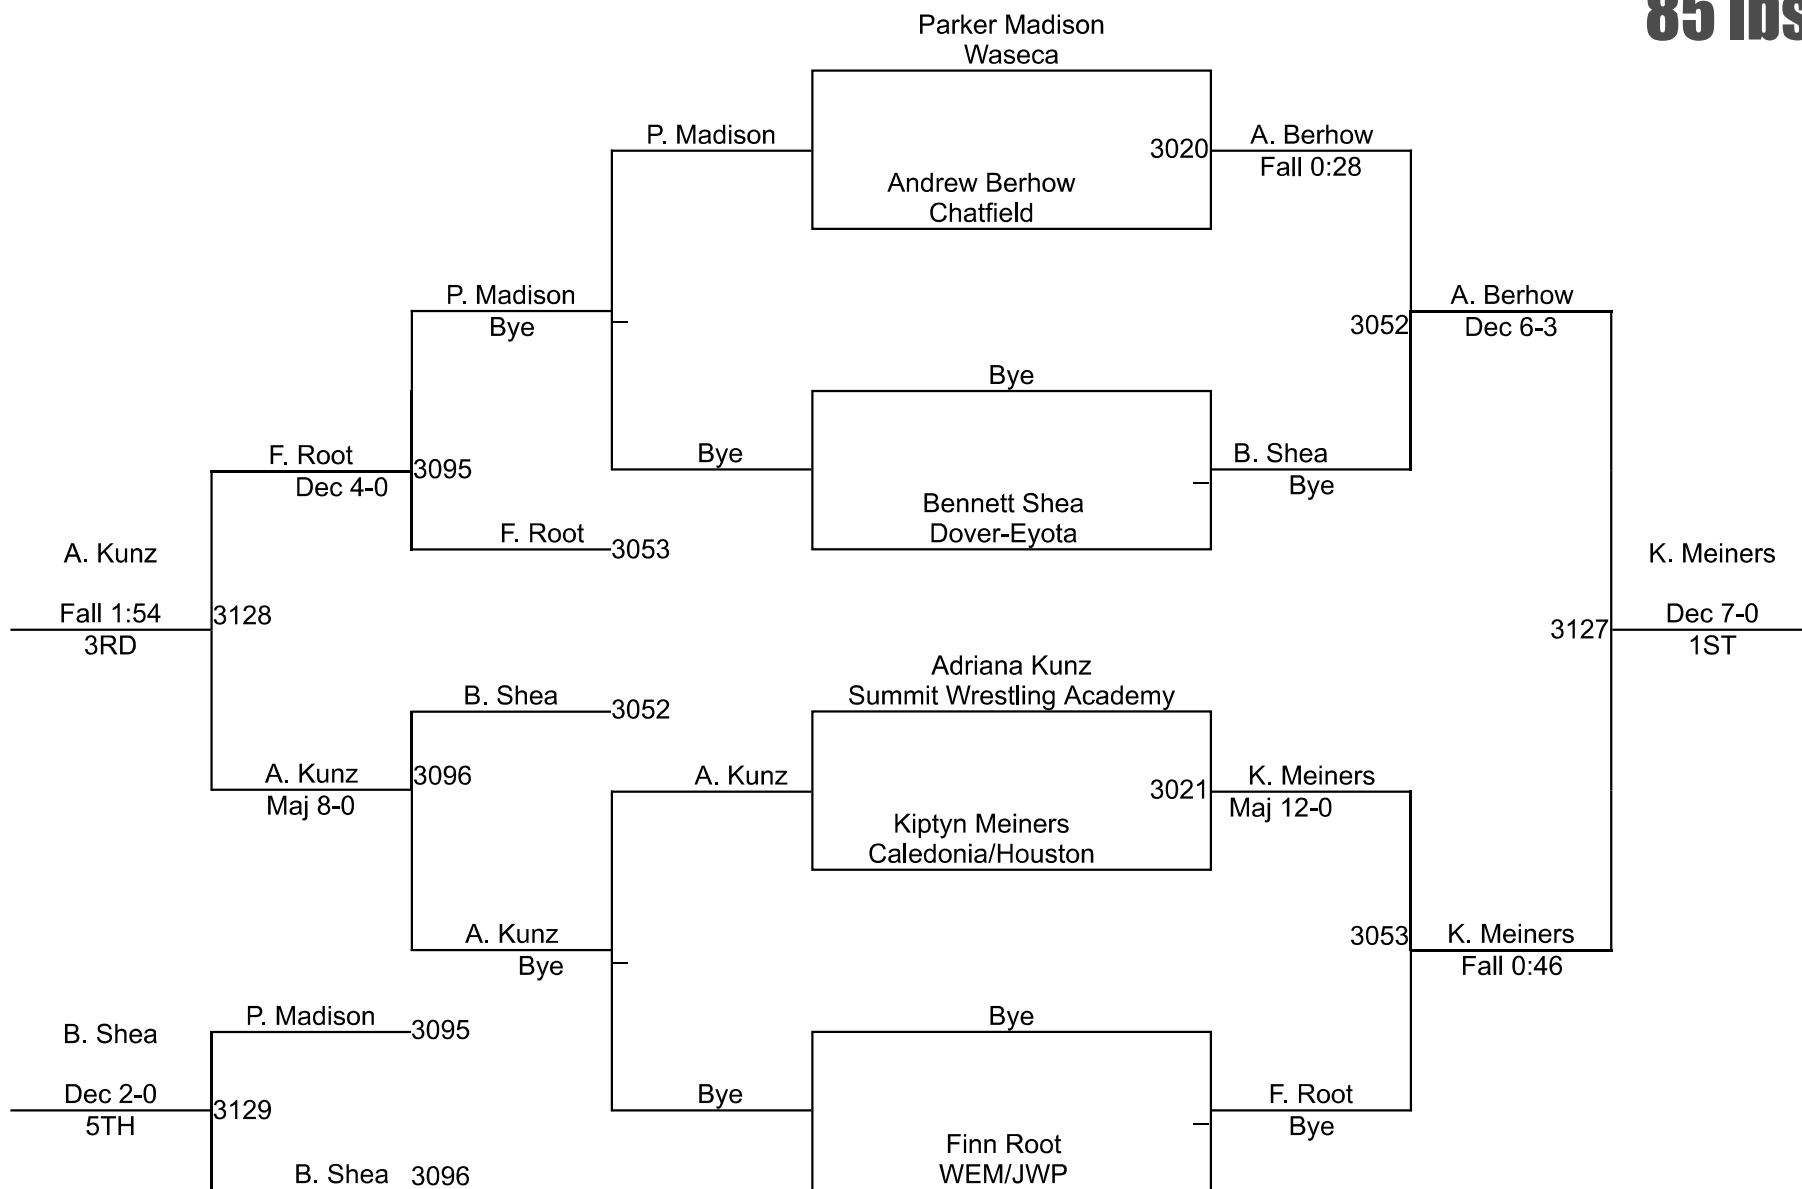 85 lbs
Parker Madison
Waseca
P. Madison
3020
A. Berhow
Fall 0:28
Andrew Berhow
Chatfield
P. Madison
Bye
A. Berhow
Dec 6-3
3052
Bye
F. Root
Dec 4-0
3095
Bye
B. Shea
Bye
Bennett Shea
Dover-Eyota
F. Root
3053
A. Kunz
Fall 1:54
3RD
3128
K. Meiners
Dec 7-0
1ST
3127
Adriana Kunz
Summit Wrestling Academy
B. Shea
3052
A. Kunz
Maj 8-0
3096
A. Kunz
3021
K. Meiners
Maj 12-0
Kiptyn Meiners
Caledonia/Houston
A. Kunz
Bye
3053
K. Meiners
Fall 0:46
P. Madison
3095
Bye
B. Shea
Dec 2-0
5TH
3129
Bye
F. Root
Bye
Finn Root
WEM/JWP
B. Shea
3096